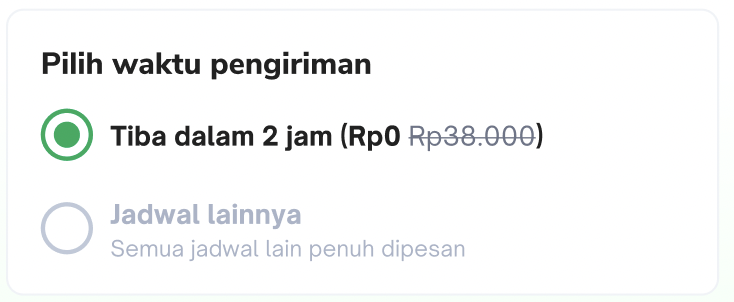 Pilih waktu pengiriman
Tiba dalam 2 jam (Rp0 Rp38.000)
Jadwal lainnya
Semua jadwal lain penuh dipesan